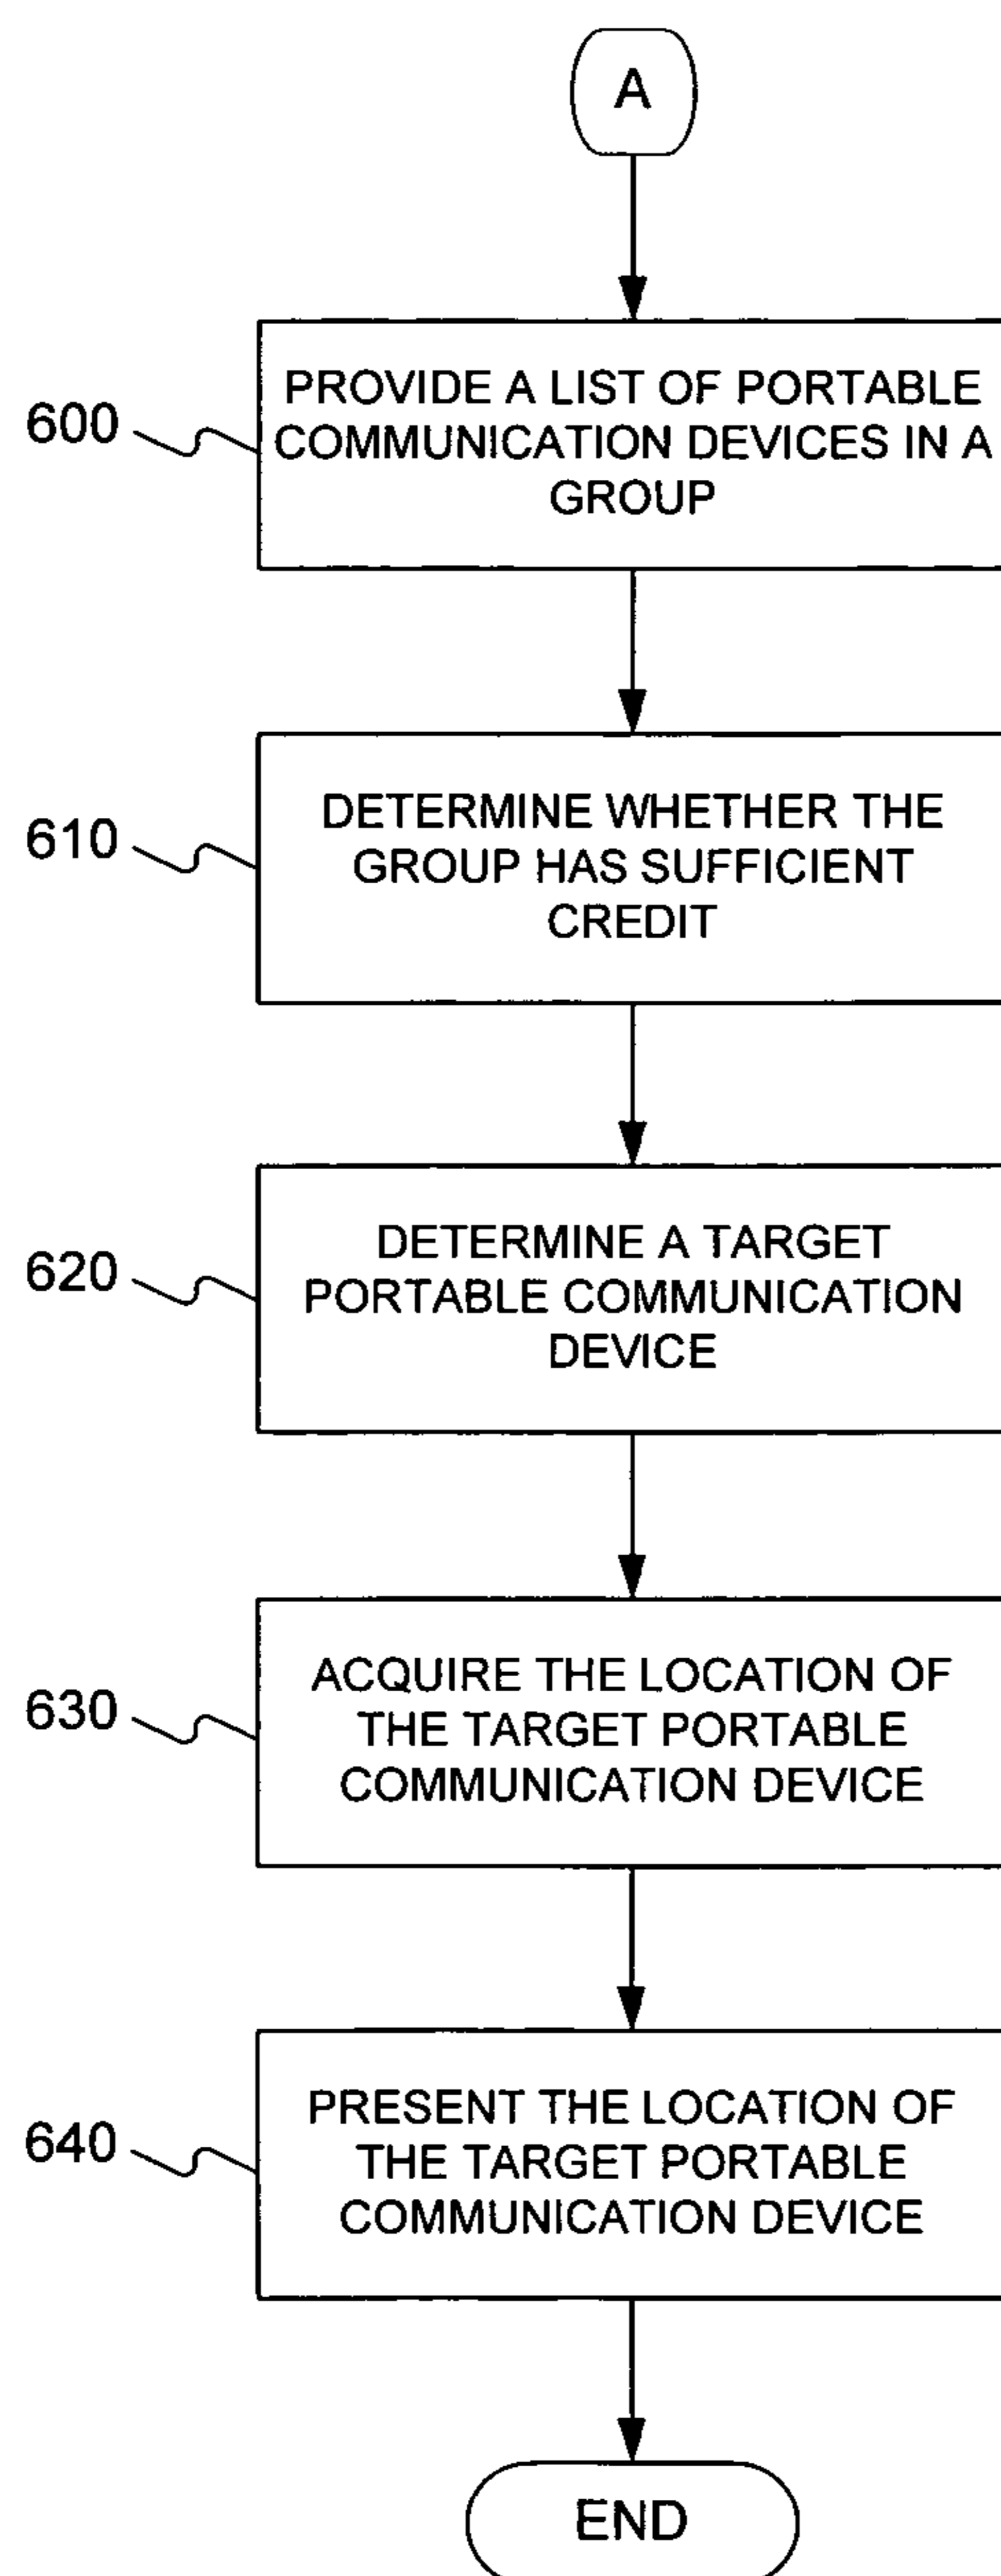 A
PROVIDE A LIST OF PORTABLE
600
COMMUNICATION DEVICES IN A
GROUP
DETERMINE WHETHER THE
610
GROUP HAS SUFFICIENT
CREDIT
DETERMINE A TARGET
620
PORTABLE COMMUNICATION
DEVICE
ACQUIRE THE LOCATION OF
630
THE TARGET PORTABLE
COMMUNICATION DEVICE
PRESENT THE LOCATION OF
640
THE TARGET PORTABLE
COMMUNICATION DEVICE
END